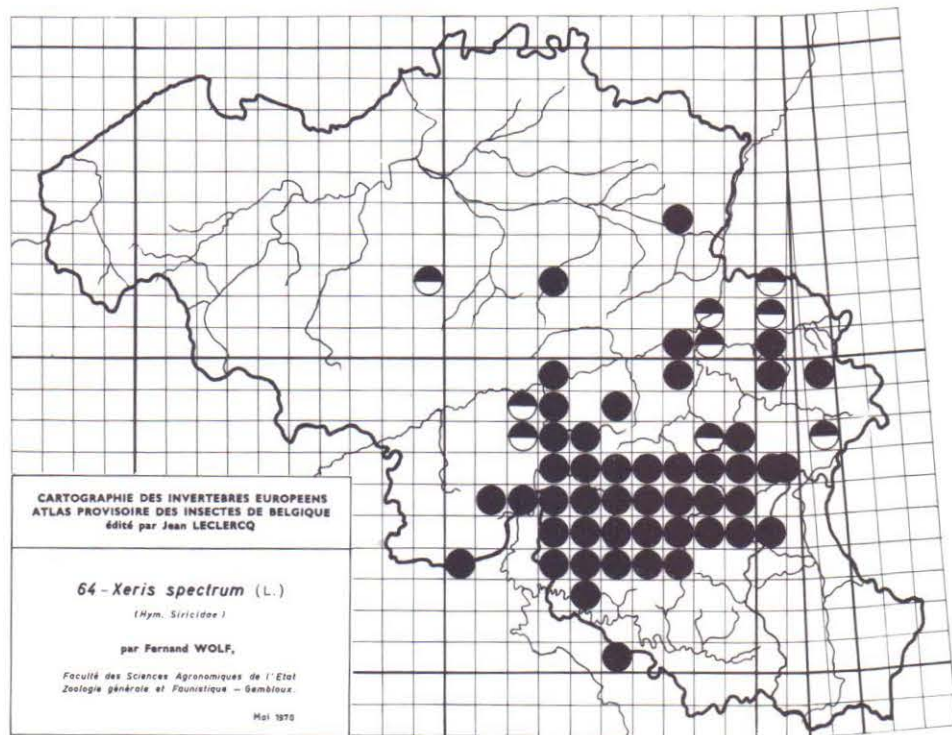 CARTOGRAPHIE DES INVERTEBRES EUROPEENS
ATLAS PROVISOIRE DES INSECTES DE BELGIQUE
édité par Jean LECLERCQ
64 - Xeris spectrum (L.)
(Hym. Siricidae)
par Fernand WOLF,
Faculté des Sciences Agronomiques de l'Etat
Zoologie générale et Faunistique - Gembloux.
Mai 1970